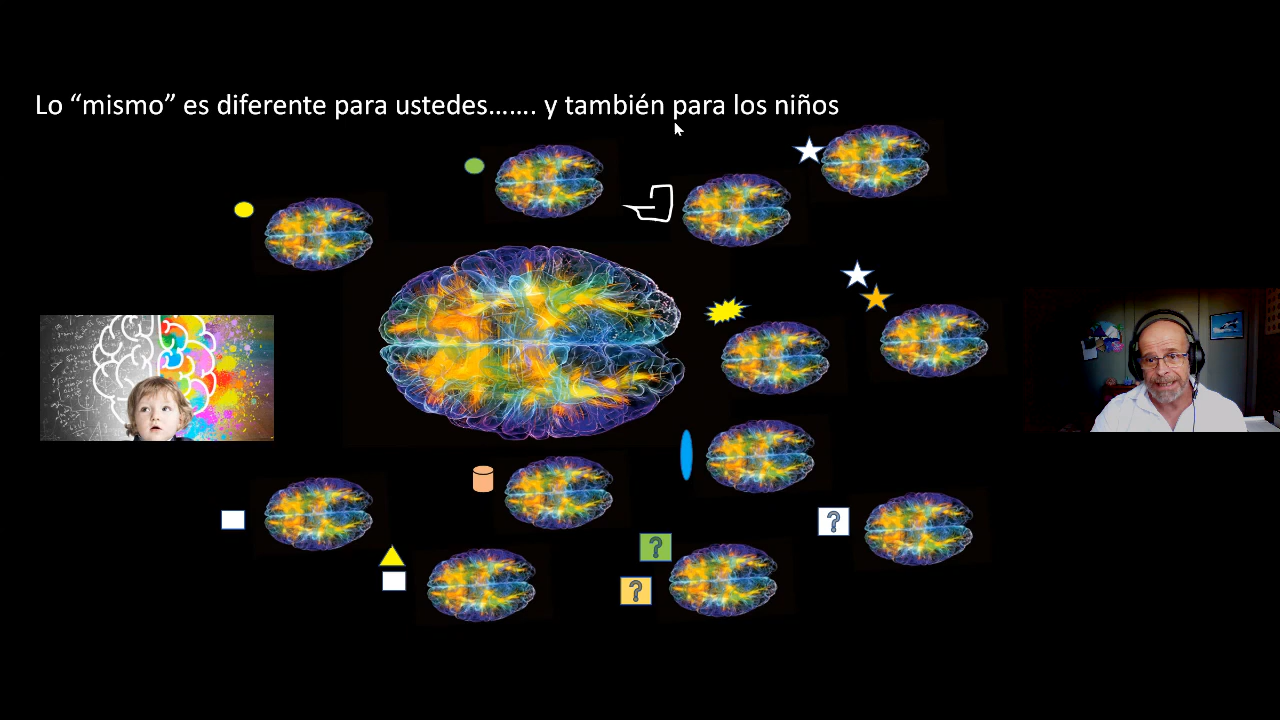 Lo “mismo” es diferente para ustedes……. y también para los niños
?
?
?